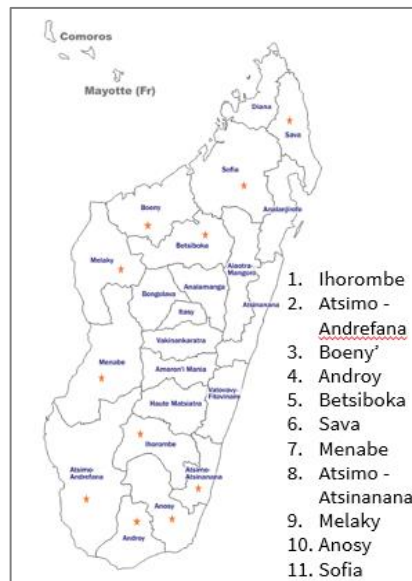 Comoros
Mayotte (Fr)
Diana
Sava
Sofia
Analanjirofo
Boeny
Betsiboka
Melaky
Alaotra-
Mangoro
Analamanga
Bongolava
Atsinanana
Itasy
Vakinankaratra
Menabe
Amoron'i Mania
Vatovavy-
Fitovinany
Haute Matsiatra
Ihorombe
Atsimo-
Andrefana
Atsimo-
Atsinanana
Anosy
Androy
1. Ihorombe
2. Atsimo -
Andrefana
3. Boeny’
4. Androy
5. Betsiboka
6. Sava
7. Menabe
8. Atsimo -
Atsinanana
9. Melaky
10. Anosy
11. Sofia